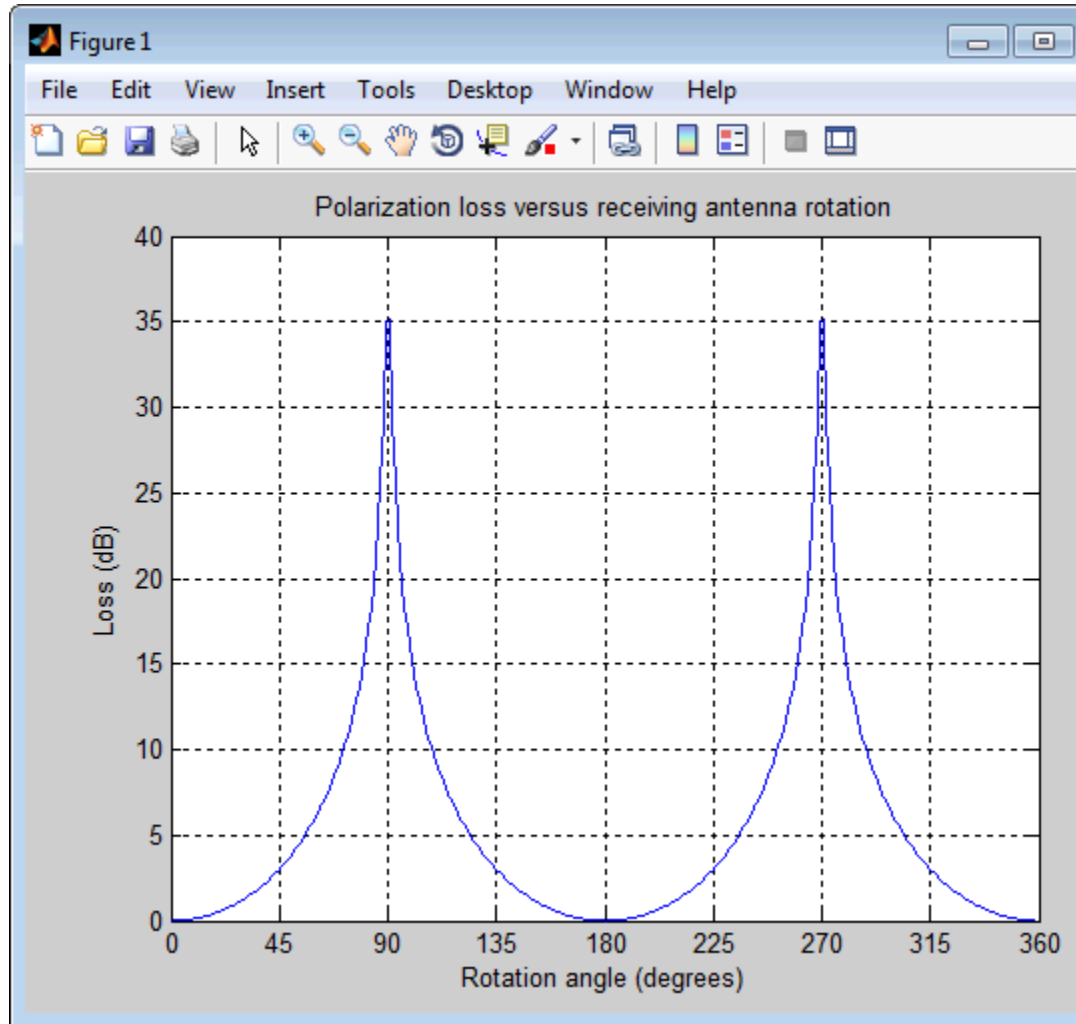 Figure 1
File Edit View Insert Tools Desktop Window Help
Polarization loss versus receiving antenna rotation
40
35
30
25
20
15
10
5
0
Loss (dB)
0 45 90 135 180 225 270 315 360
Rotation angle (degrees)